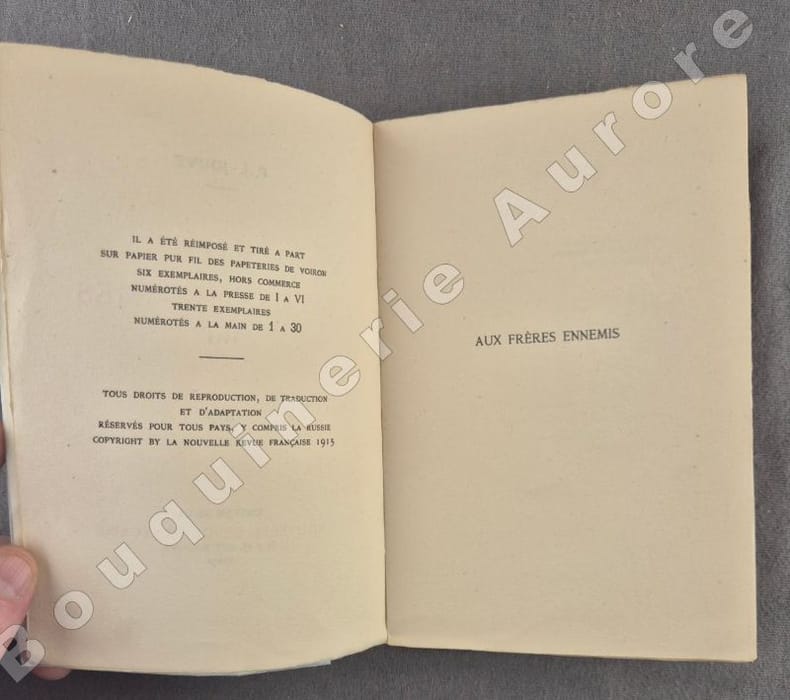 IL A ÉTÉ RÉIMPOSÉ ET TIRÉ A PART
SUR PAPIER PUR FIL DES PAPETERIES DE VOIRON
SIX EXEMPLAIRES, HORS COMMERCE
NUMÉROTÉS A LA PRESSE DE I A VI
TRENTE EXEMPLAIRES
NUMÉROTÉS A LA MAIN DE 1 A 30
TOUS DROITS DE REPRODUCTION, DE TRADUCTION
ET D'ADAPTATION
RÉSERVÉS POUR TOUS PAYS, Y COMPRIS LA RUSSIE
COPYRIGHT BY LA NOUVELLE REVUE FRANÇAISE 1915
AUX FRÈRES ENNEMIS
Bouquinerie Aurore